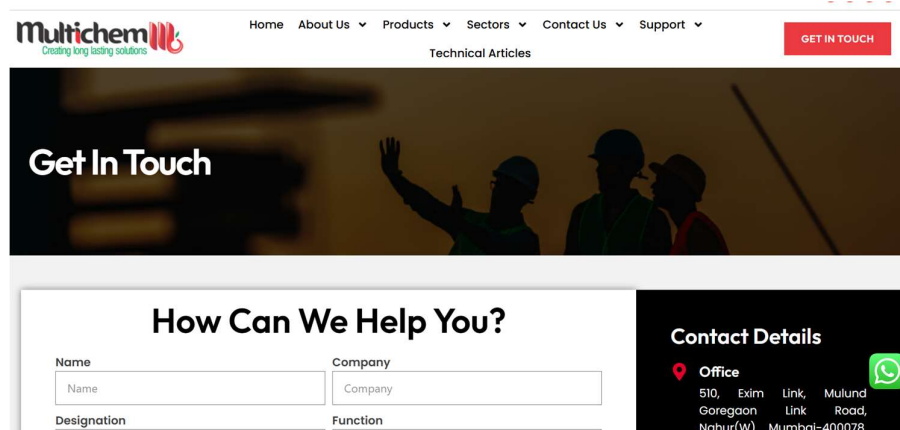 Multichem
Creating long lasting solutions
Home About Us Products Sectors Contact Us Support
Technical Articles
GET IN TOUCH
Get In Touch
How Can We Help You?
Name Company
Name Company
Designation Function
Contact Details
Office
510, Exim Link, Mulund
Goregaon Link Road,
Nahur(W) Mumbai-400078